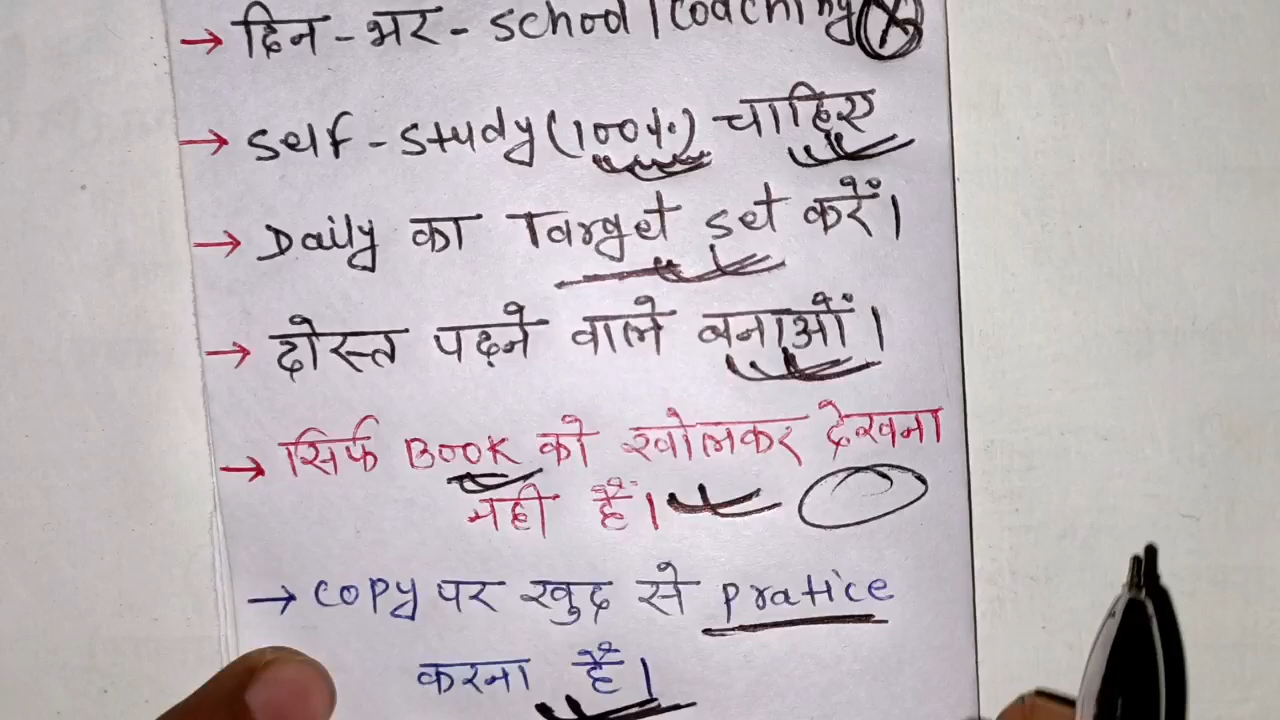 → दिन-भर-school/coaching
→ self-study(100%) चाहिए
→ Daily का Target set करें।
→ दोस्त पढ़ने वाले बनाओं।
→ सिर्फ Book को खोलकर देखना
नही हैं।
→ copy पर खुद से pratice
करना हैं।